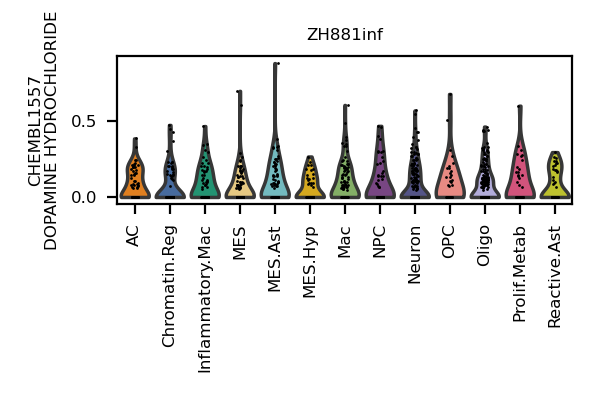 ZH881inf
CHEMBL1557
DOPAMINE HYDROCHLORIDE
0.5
0.0
AC
Chromatin.Reg
Inflammatory.Mac
MES
MES.Ast
MES.Hyp
Mac
NPC
Neuron
OPC
Oligo
Prolif.Metab
Reactive.Ast